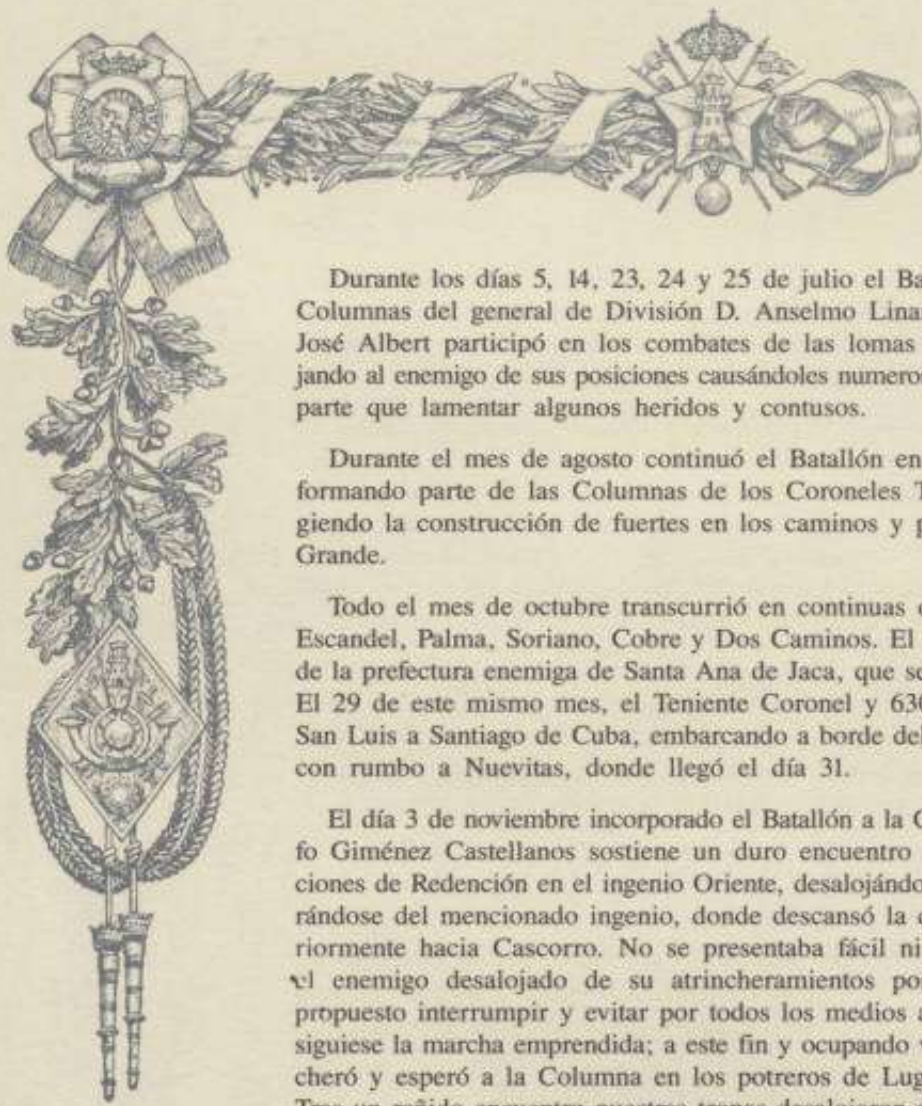 Durante los días 5, 14, 23, 24 y 25 de julio el Ba
Columnas del general de División D. Anselmo Lina
José Albert participó en los combates de las lomas
jando al enemigo de sus posiciones causándoles numero
parte que lamentar algunos heridos y contusos.
Durante el mes de agosto continuó el Batallón en
formando parte de las Columnas de los Coroneles T
giendo la construcción de fuertes en los caminos y p
Grande.
Todo el mes de octubre transcurrió en continuas
Escandel, Palma, Soriano, Cobre y Dos Caminos. El
de la prefectura enemiga de Santa Ana de Jaca, que se
El 29 de este mismo mes, el Teniente Coronel y 630
San Luis a Santiago de Cuba, embarcando a borde del
con rumbo a Nuevitas, donde llegó el día 31.
El día 3 de noviembre incorporado el Batallón a la C
fo Giménez Castellanos sostiene un duro encuentro
ciones de Redención en el ingenio Oriente, desalojándo
rándose del mencionado ingenio, donde descansó la
riormente hacia Cascorro. No se presentaba fácil ni
el enemigo desalojado de su atrincheramientos po
propuesto interrumpir y evitar por todos los medios a
siguiese la marcha emprendida; a este fin y ocupando
cheró y esperó a la Columna en los potreros de Lug